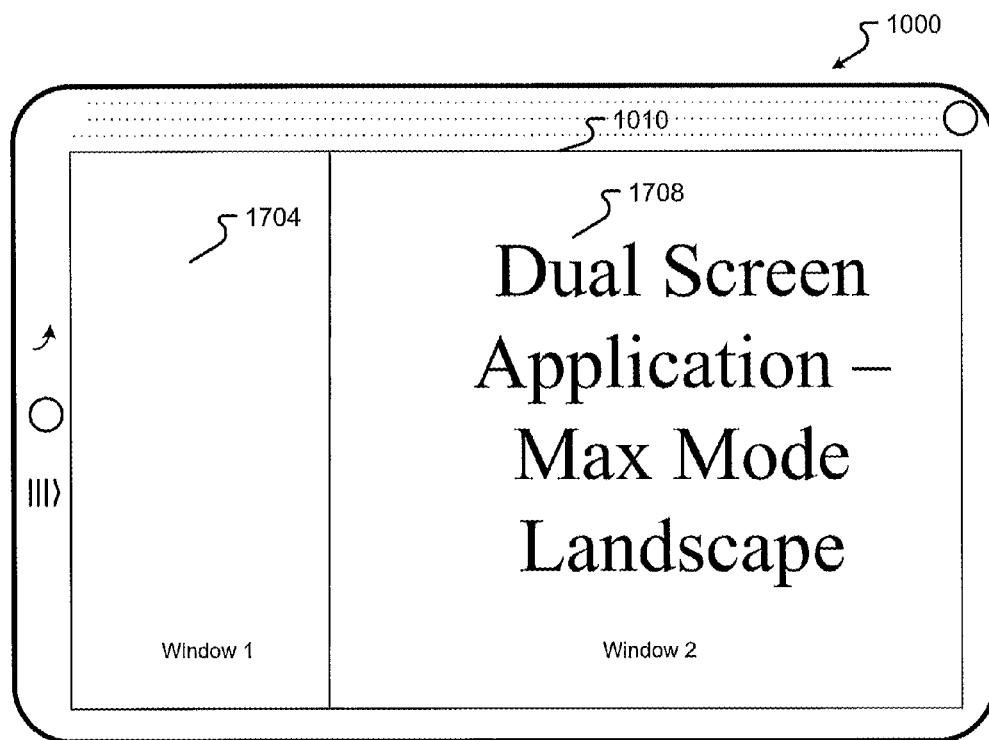 1000
1010
1704
1708
Dual Screen
Application –
Max Mode
Landscape
Window 1
Window 2